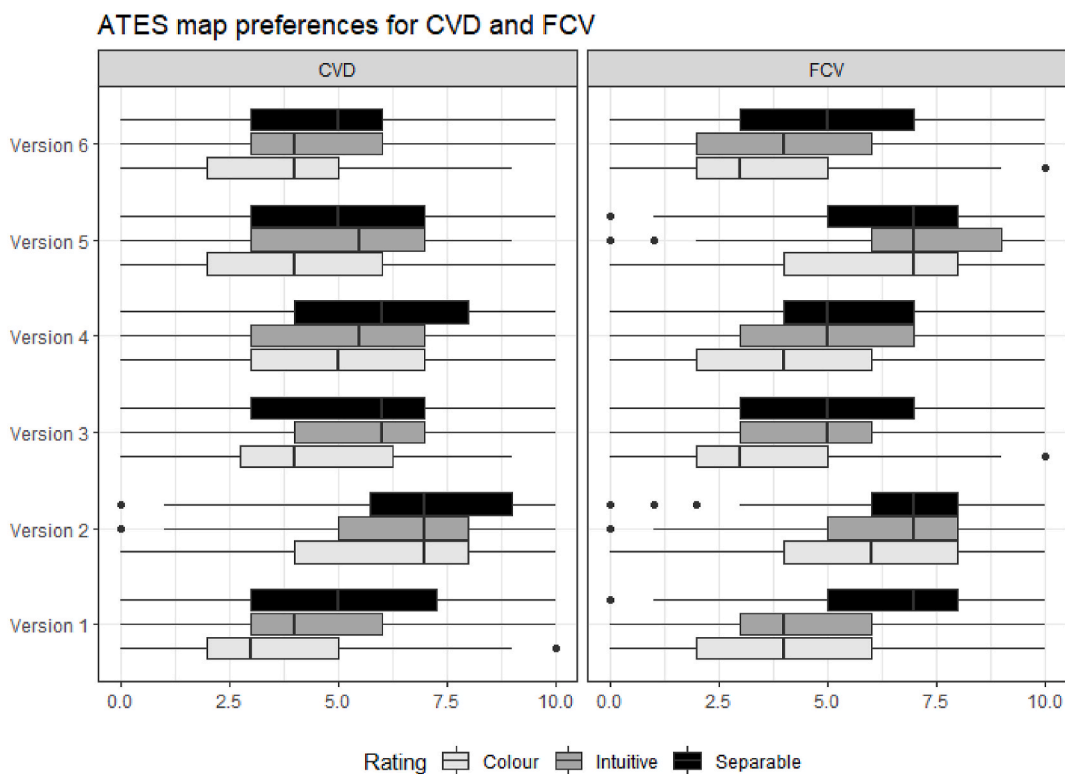 ATES map preferences for CVD and FCV
CVD FCV
Version 6
Version 5
Version 4
Version 3
Version 2
Version 1
0.0 2.5 5.0 7.5 10.0 0.0 2.5 5.0 7.5 10.0
Rating Colour Intuitive Separable